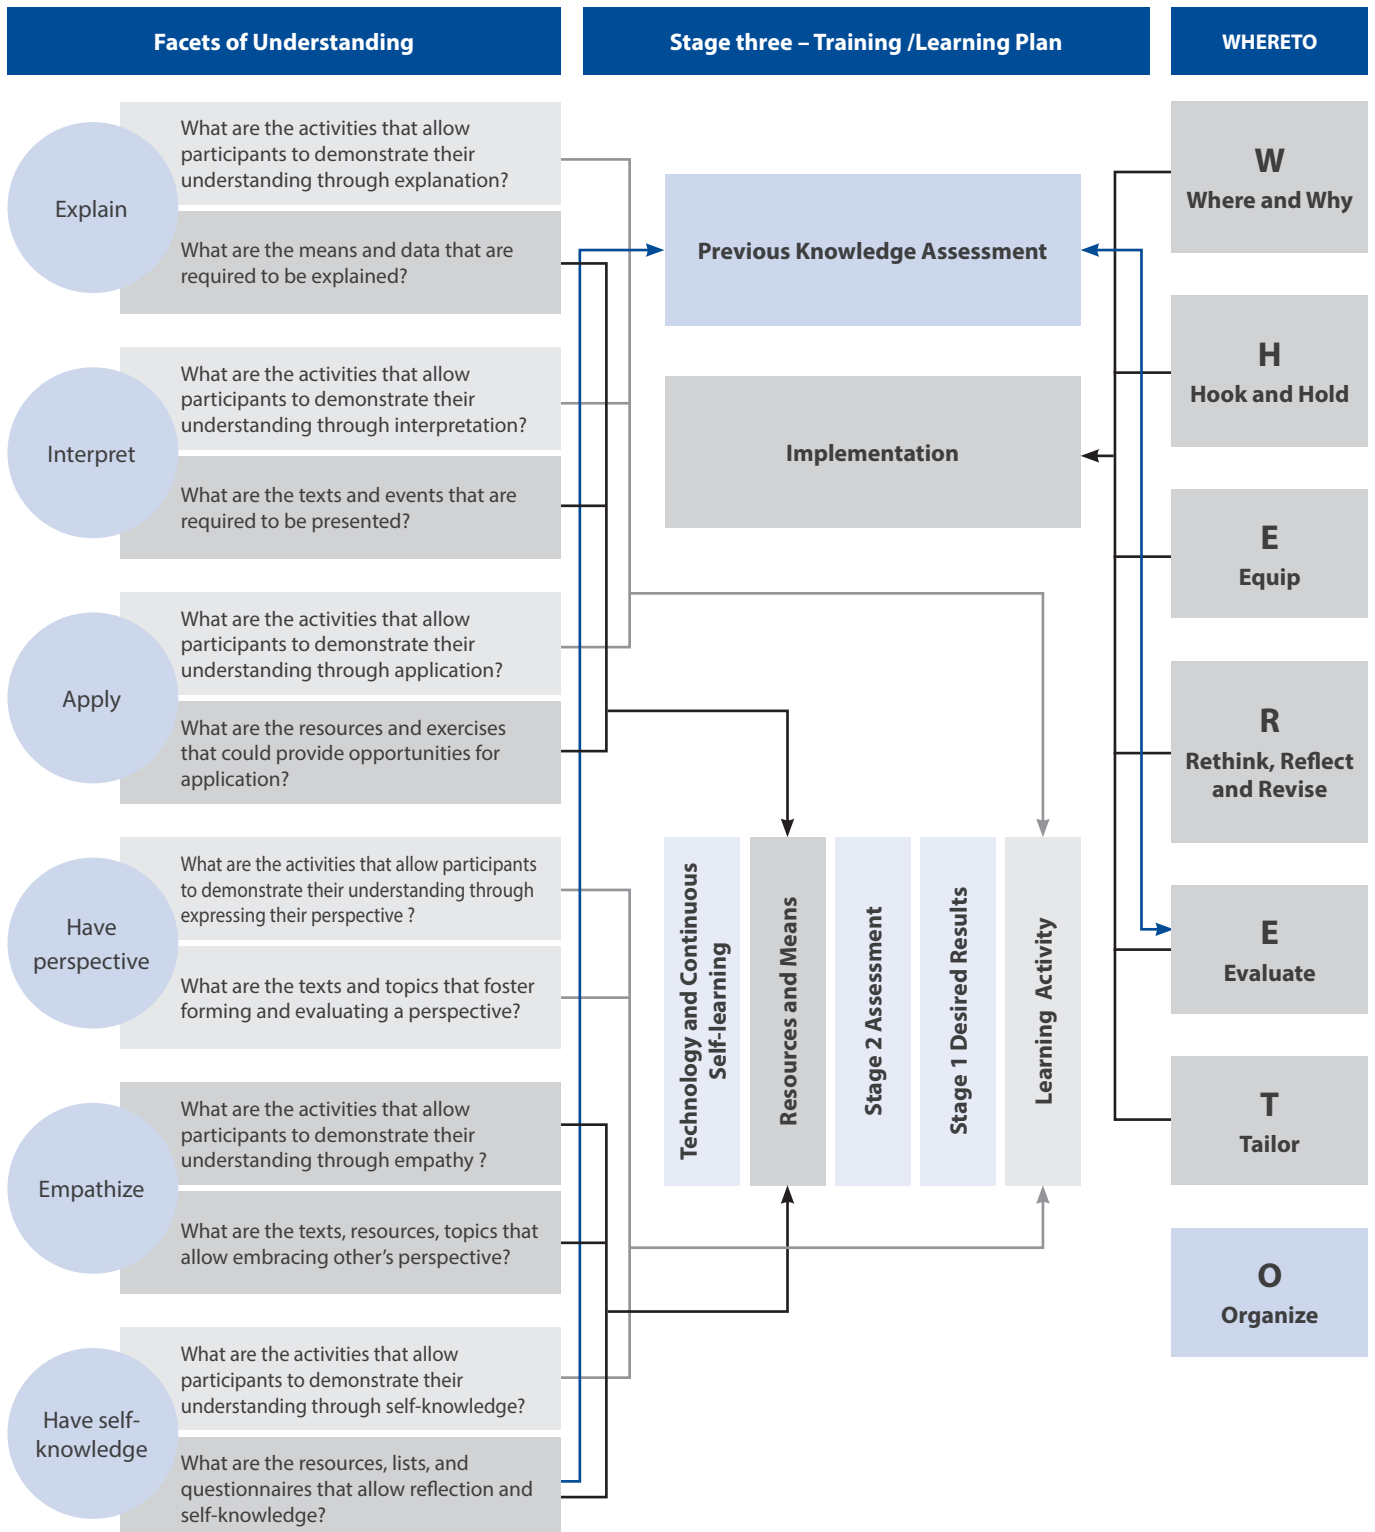 Facets of Understanding
Stage three – Training /Learning Plan
WHERETO
Explain
What are the activities that allow
participants to demonstrate their
understanding through explanation?
What are the means and data that are
required to be explained?
Interpret
What are the activities that allow
participants to demonstrate their
understanding through interpretation?
What are the texts and events that are
required to be presented?
Apply
What are the activities that allow
participants to demonstrate their
understanding through application?
What are the resources and exercises
that could provide opportunities for
application?
Have
perspective
What are the activities that allow participants
to demonstrate their understanding through
expressing their perspective ?
What are the texts and topics that foster
forming and evaluating a perspective?
Empathize
What are the activities that allow
participants to demonstrate their
understanding through empathy ?
What are the texts, resources, topics that
allow embracing other’s perspective?
Have self-
knowledge
What are the activities that allow
participants to demonstrate their
understanding through self-knowledge?
What are the resources, lists, and
questionnaires that allow reflection and
self-knowledge?
Previous Knowledge Assessment
Implementation
Technology and Continuous
Self-learning
Resources and Means
Stage 2 Assessment
Stage 1 Desired Results
Learning Activity
W
Where and Why
H
Hook and Hold
E
Equip
R
Rethink, Reflect
and Revise
E
Evaluate
T
Tailor
O
Organize